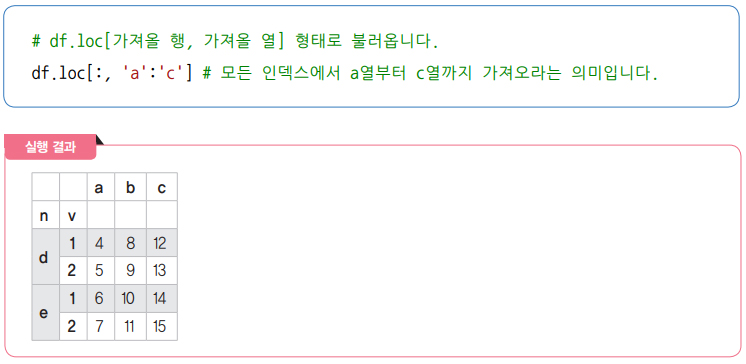 # df.loc[가져올 행, 가져올 열] 형태로 불러옵니다.
df.loc[:, 'a':'c'] # 모든 인덱스에서 a열부터 c열까지 가져오라는 의미입니다.
실행 결과
a b c
n v
d 1 4 8 12
2 5 9 13
e 1 6 10 14
2 7 11 15